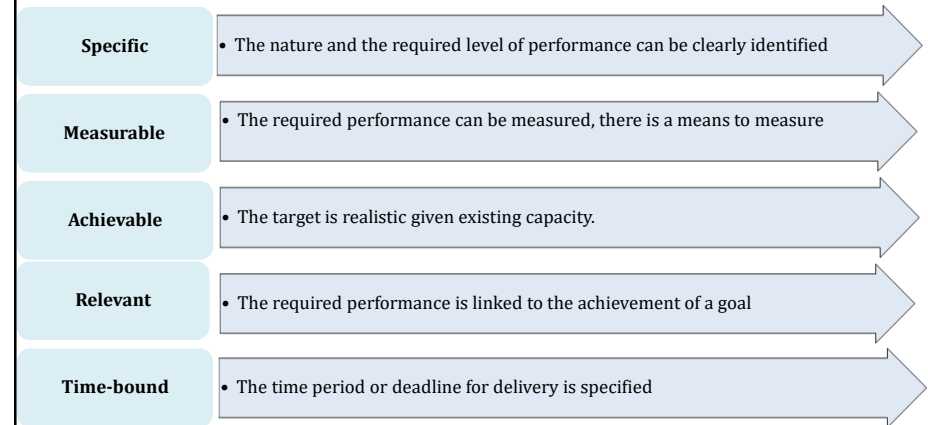 Specific
• The nature and the required level of performance can be clearly identified
Measurable
• The required performance can be measured, there is a means to measure
Achievable
• The target is realistic given existing capacity.
Relevant
• The required performance is linked to the achievement of a goal
Time-bound
• The time period or deadline for delivery is specified